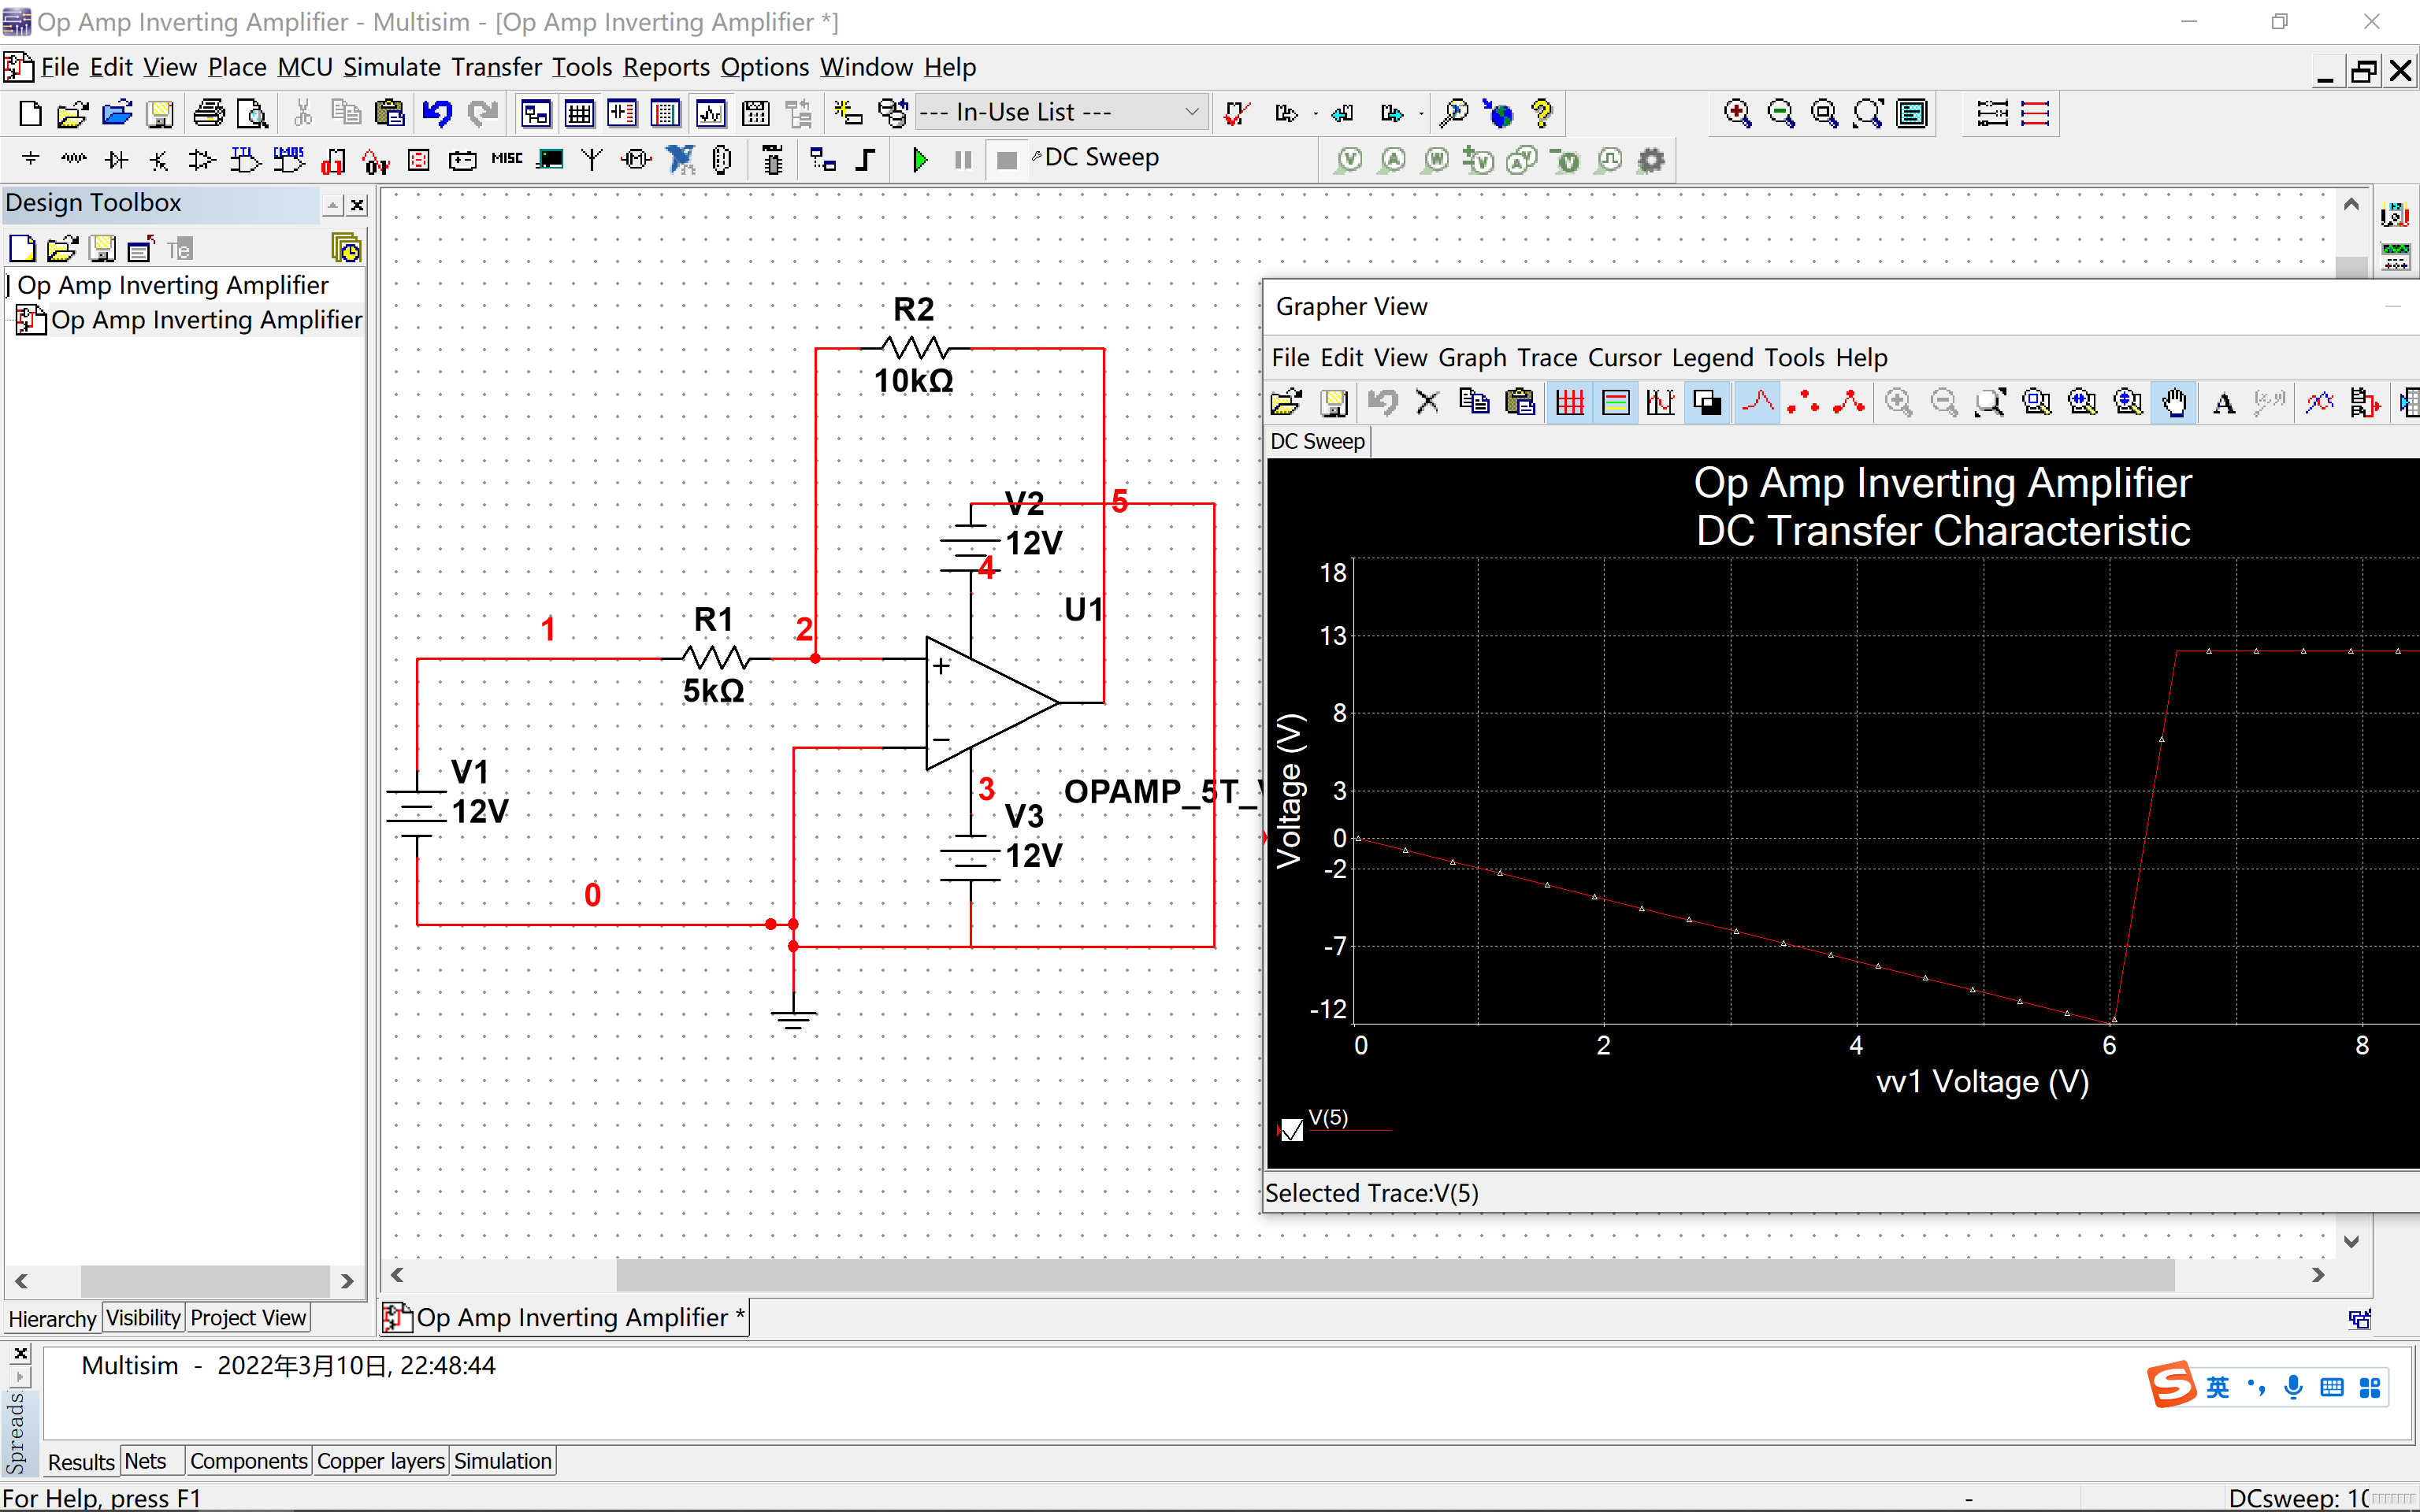 Op Amp Inverting Amplifier - Multisim - [Op Amp Inverting Amplifier *]
File Edit View Place MCU Simulate Transfer Tools Reports Options Window Help
--- In-Use List ---
MISC DC Sweep
Design Toolbox
Op Amp Inverting Amplifier
Op Amp Inverting Amplifier
R2
10kΩ
V2
12V
5
4
U1
R1
5kΩ
1
2
V1
12V
3
V3
12V
OPAMP_5T_
0
Grapher View
File Edit View Graph Trace Cursor Legend Tools Help
DC Sweep
Op Amp Inverting Amplifier
DC Transfer Characteristic
Voltage (V)
18
13
8
3
0
-2
-7
-12
0 2 4 6 8
vv1 Voltage (V)
V(5)
Selected Trace:V(5)
Hierarchy Visibility Project View
Op Amp Inverting Amplifier *
Multisim - 2022年3月10日, 22:48:44
英
Spreads
Results Nets Components Copper layers Simulation
For Help, press F1
-
DCsweep: 10